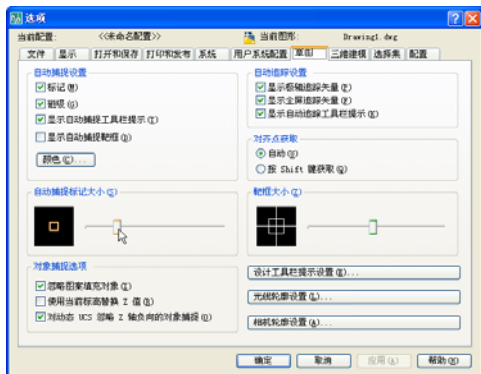 选项
当前配置: <<未命名配置>> 当前图形: Drawing1.dwg
文件 显示 打开和保存 打印和发布 系统 用户系统配置 草图 三维建模 选择集 配置
自动捕捉设置
标记(M)
磁吸(G)
显示自动捕捉工具栏提示(T)
显示自动捕捉靶框(D)
颜色(C)...
自动捕捉标记大小(S)
对象捕捉选项
忽略图案填充对象(I)
使用当前标高替换 Z 值(R)
对动态 UCS 忽略 Z 轴负向的对象捕捉(O)
自动追踪设置
显示极轴追踪矢量(P)
显示全屏追踪矢量(F)
显示自动追踪工具栏提示(K)
对齐点获取
自动(U)
按 Shift 键获取(Q)
靶框大小(Z)
设计工具栏提示设置(E)...
光线轮廓设置(L)...
相机轮廓设置(A)...
确定 取消 应用(A) 帮助(H)